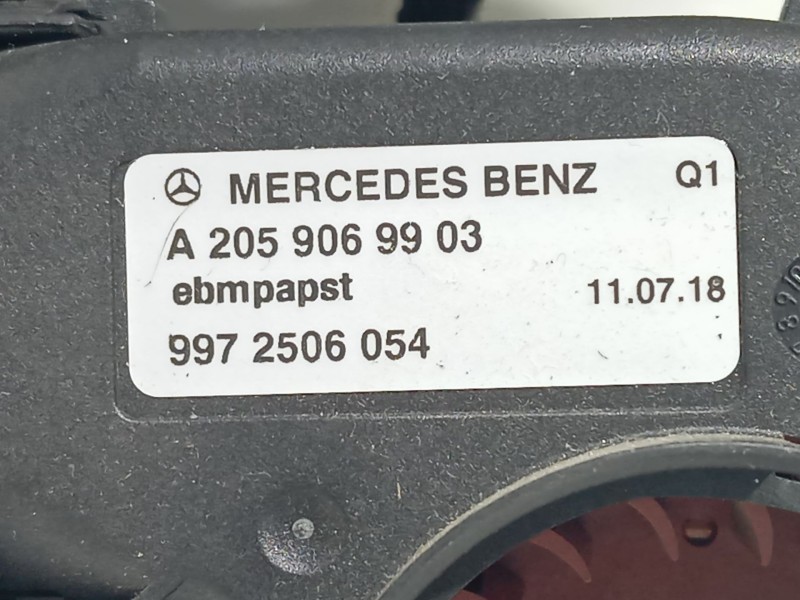 MERCEDES BENZ Q1
A 205 906 99 03
ebmpapst 11.07.18
997 2506 054